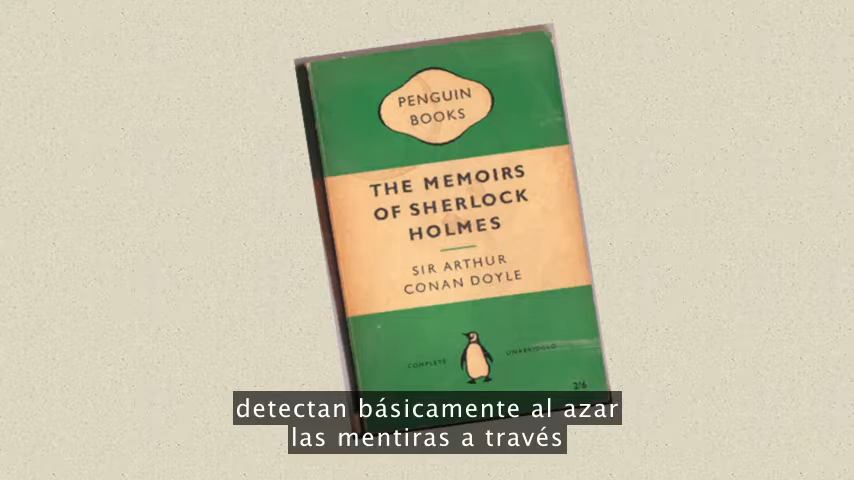 PENGUIN
BOOKS
THE MEMOIRS
OF SHERLOCK
HOLMES
SIR ARTHUR
CONAN DOYLE
COMPLETE UNABRIDGED
2/6
detectan básicamente al azar
las mentiras a través